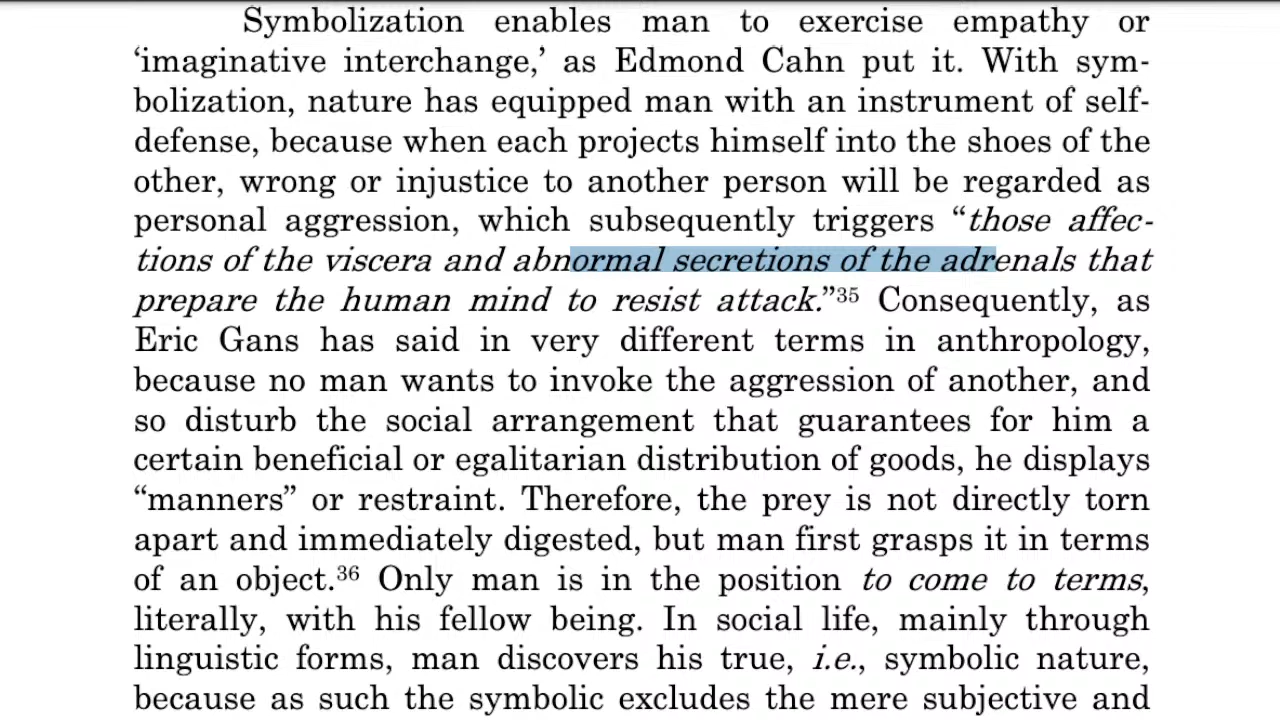 Symbolization enables man to exercise empathy or
‘imaginative interchange,’ as Edmond Cahn put it. With sym-
bolization, nature has equipped man with an instrument of self-
defense, because when each projects himself into the shoes of the
other, wrong or injustice to another person will be regarded as
personal aggression, which subsequently triggers “those affec-
tions of the viscera and abnormal secretions of the adrenals that
prepare the human mind to resist attack.”35 Consequently, as
Eric Gans has said in very different terms in anthropology,
because no man wants to invoke the aggression of another, and
so disturb the social arrangement that guarantees for him a
certain beneficial or egalitarian distribution of goods, he displays
“manners” or restraint. Therefore, the prey is not directly torn
apart and immediately digested, but man first grasps it in terms
of an object.36 Only man is in the position to come to terms,
literally, with his fellow being. In social life, mainly through
linguistic forms, man discovers his true, i.e., symbolic nature,
because as such the symbolic excludes the mere subjective and